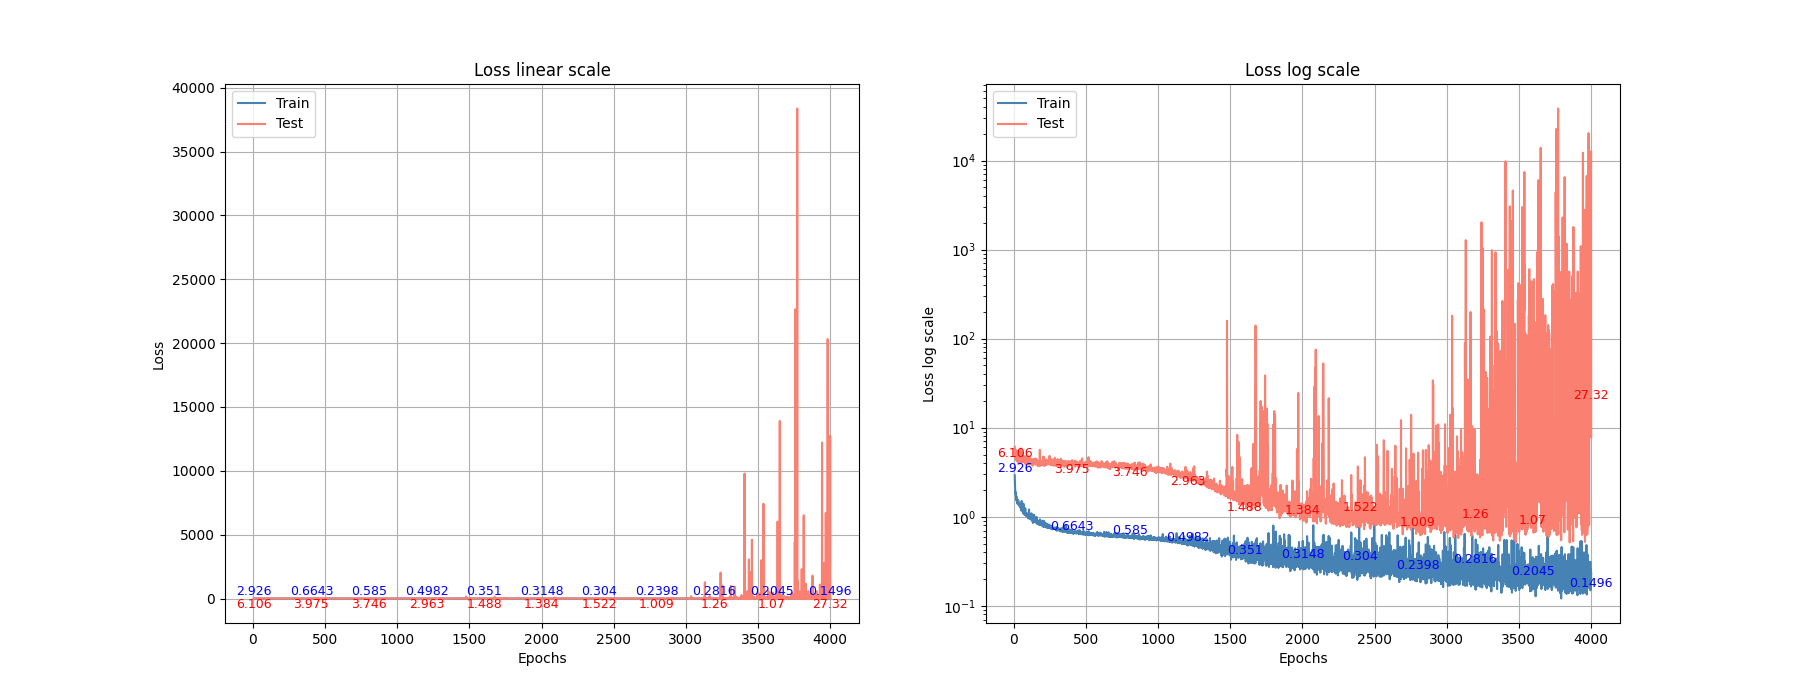 Loss linear scale
Train
Test
40000
35000
30000
25000
20000
15000
10000
5000
0
Loss
2.926 0.6643 0.585 0.4982 0.351 0.3148 0.304 0.2398 0.2816 0.2045 0.1496
6.106 3.975 3.746 2.963 1.488 1.384 1.522 1.009 1.26 1.07 27.32
0 500 1000 1500 2000 2500 3000 3500 4000
Epochs
Loss log scale
Train
Test
10^4
10^3
10^2
10^1
10^0
10^-1
Loss log scale
6.106 3.975 3.746 2.963 1.488 1.384 1.522 1.009 1.26 1.07 27.32
2.926 0.6643 0.585 0.4982 0.351 0.3148 0.304 0.2398 0.2816 0.2045 0.1496
0 500 1000 1500 2000 2500 3000 3500 4000
Epochs